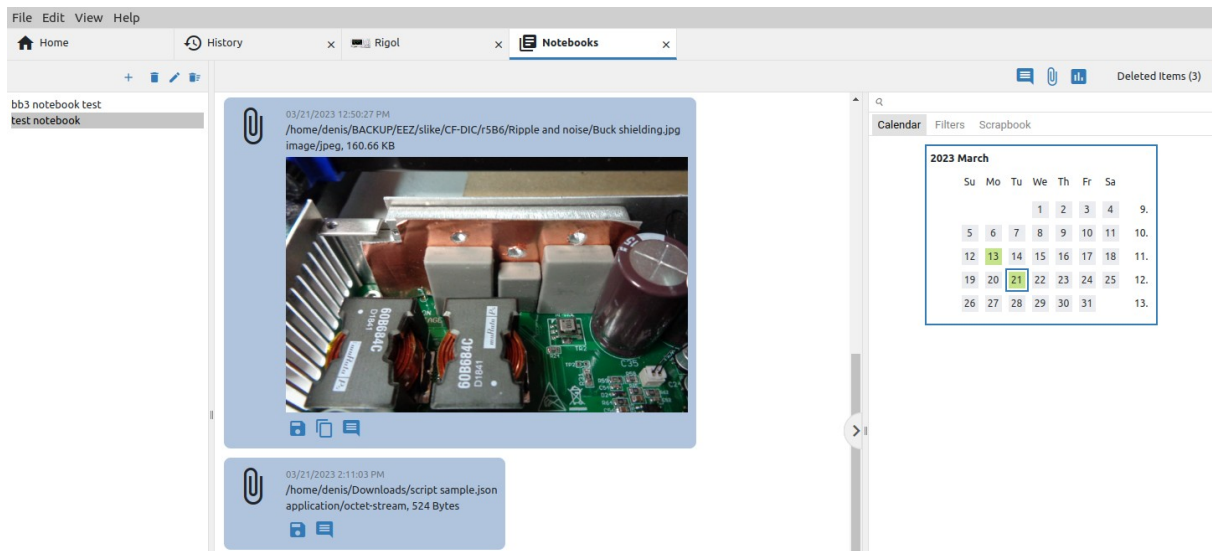 File Edit View Help
Home
History
x
Rigol
x
Notebooks
x
Deleted Items (3)
bb3 notebook test
test notebook
03/21/2023 12:50:27 PM
/home/denis/BACKUP/EEZ/slike/CF-DIC/r5B6/Ripple and noise/Buck shielding.jpg
image/jpeg, 160.66 KB
60B684C
D1841
60B684C
D1841
C35
03/21/2023 2:11:03 PM
/home/denis/Downloads/script sample.json
application/octet-stream, 524 Bytes
Calendar Filters Scrapbook
2023 March
Su Mo Tu We Th Fr Sa
1 2 3 4 9.
5 6 7 8 9 10 11 10.
12 13 14 15 16 17 18 11.
19 20 21 22 23 24 25 12.
26 27 28 29 30 31 13.